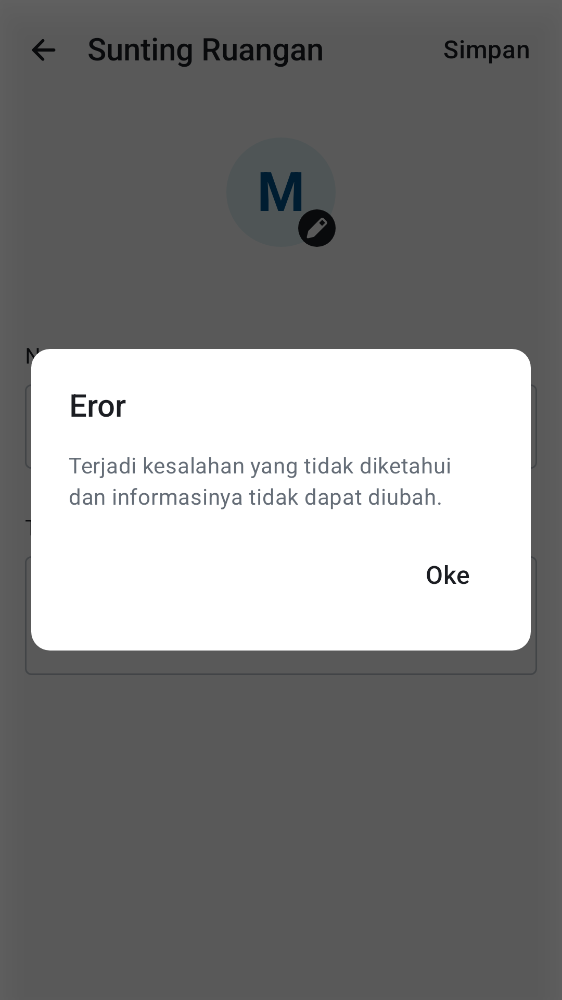 Sunting Ruangan
Simpan
M
Eror
Terjadi kesalahan yang tidak diketahui
dan informasinya tidak dapat diubah.
Oke